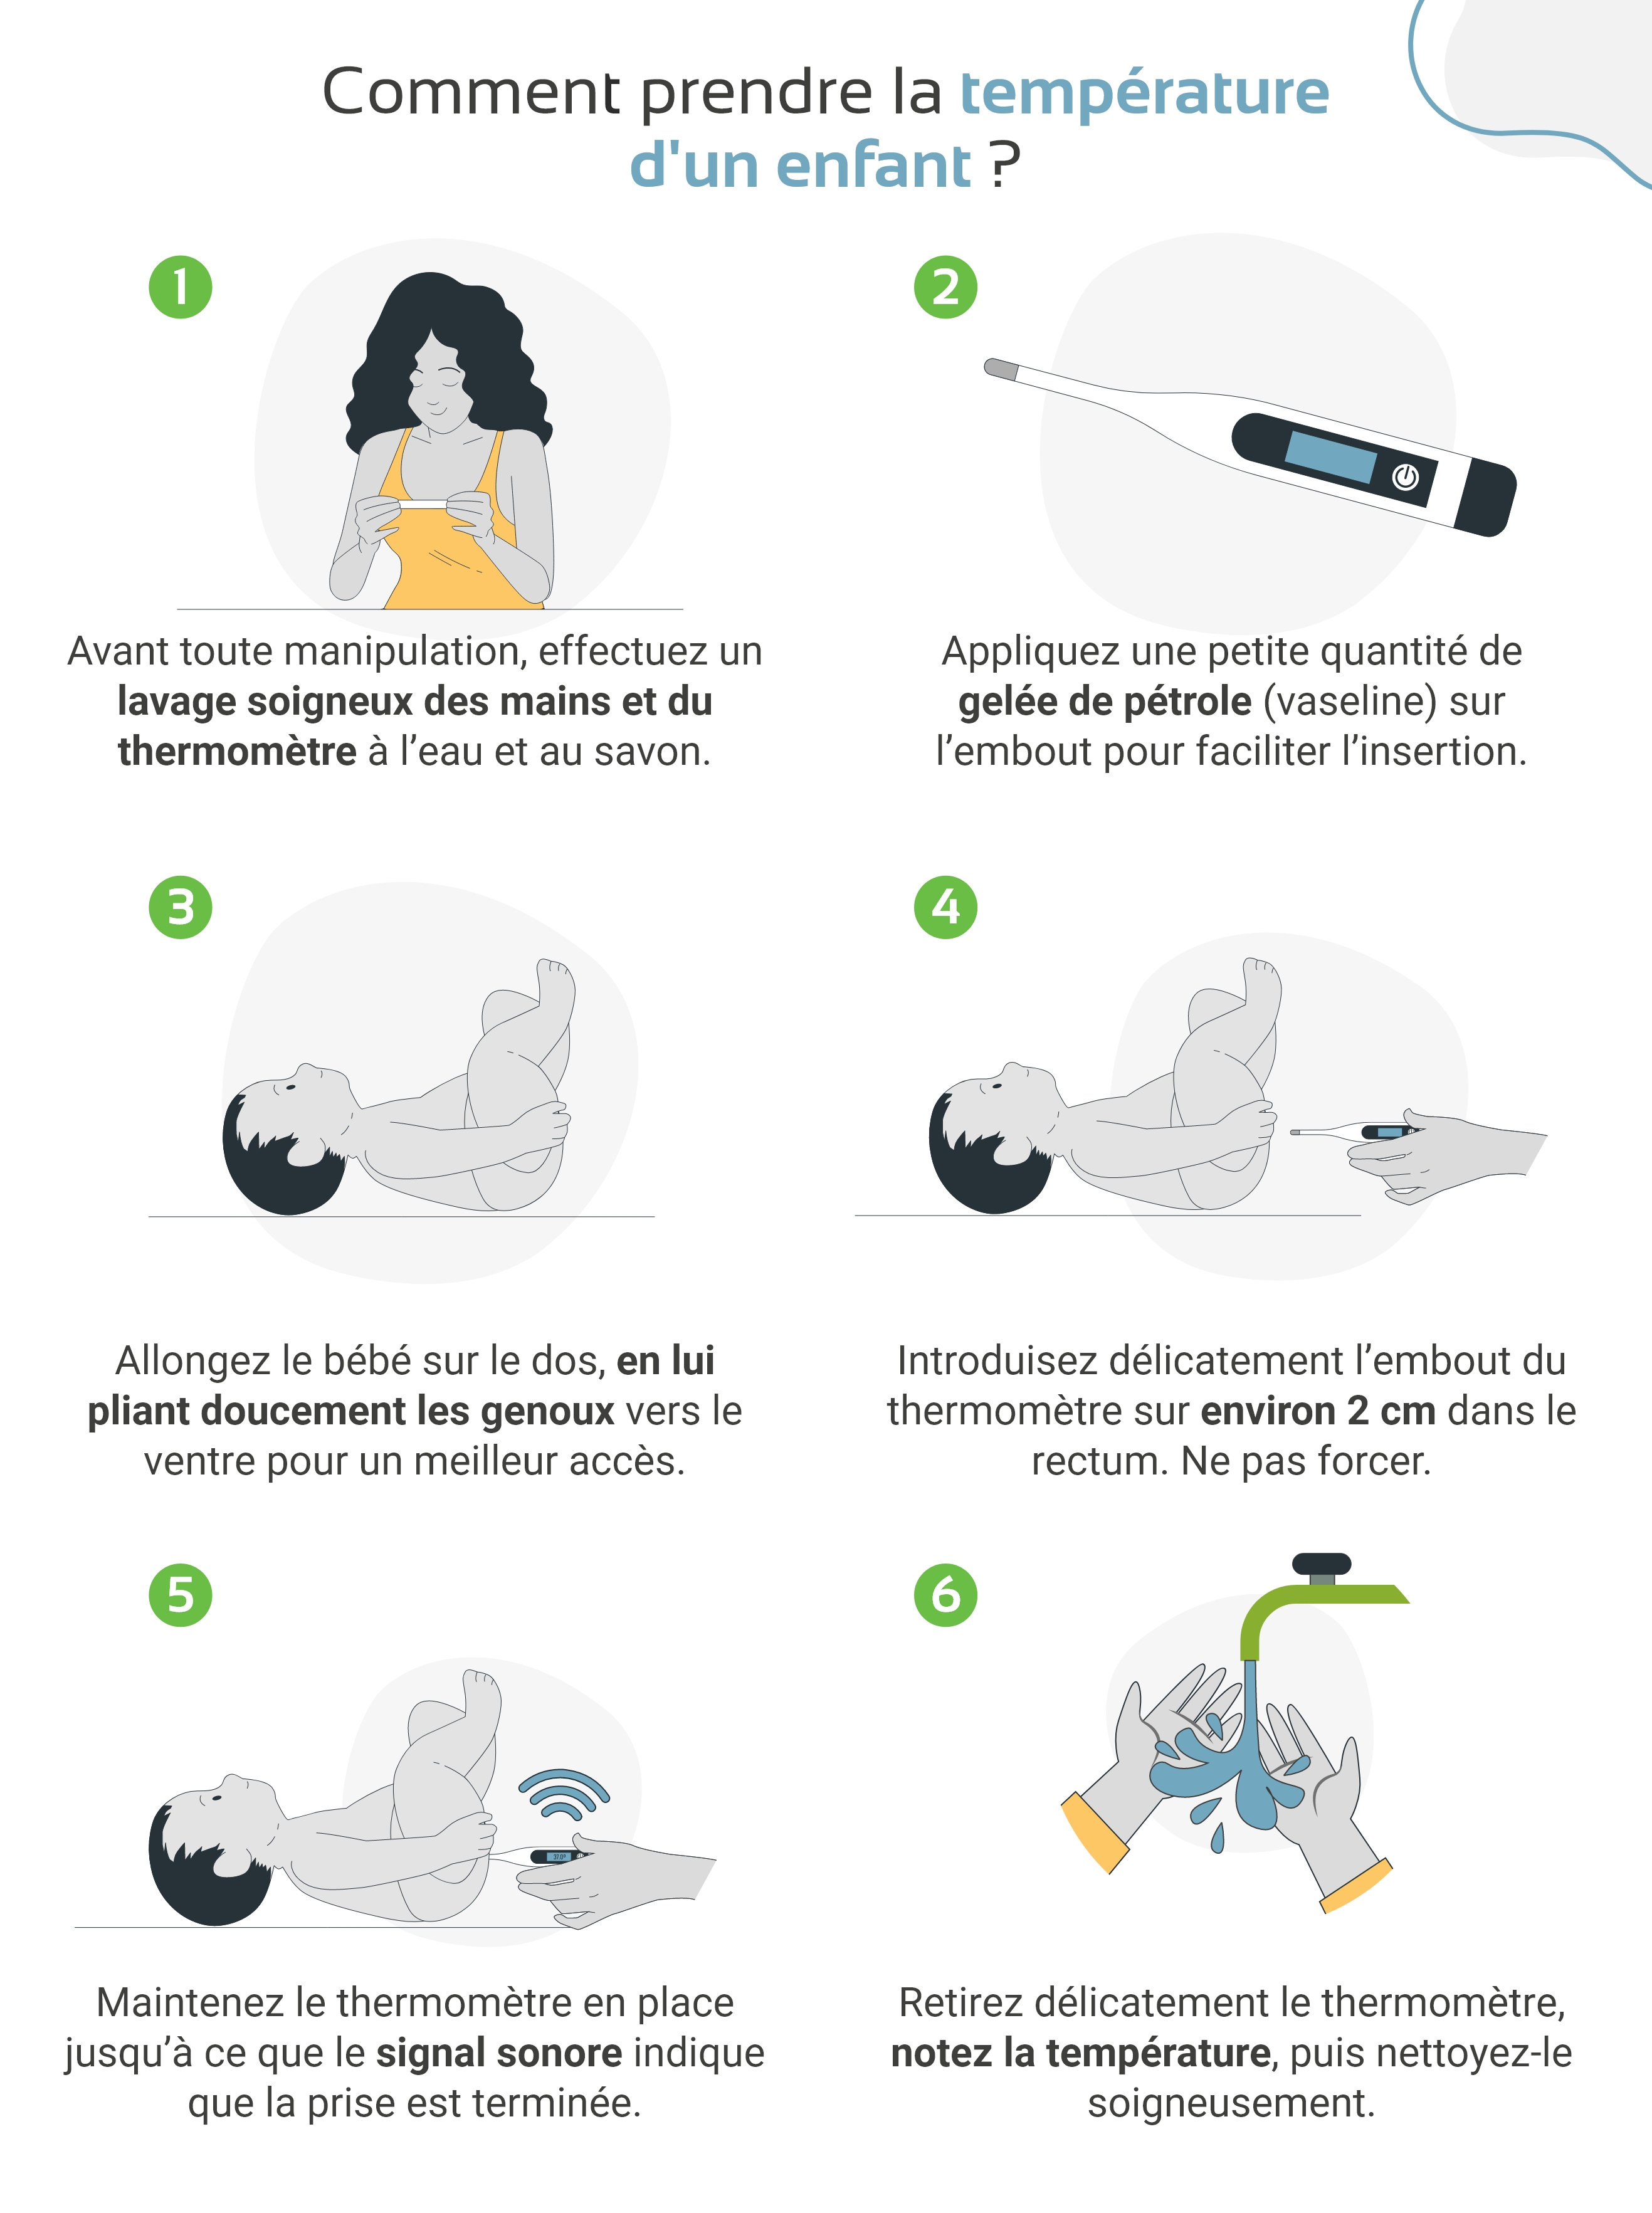 Comment prendre la température
d'un enfant ?
1
Avant toute manipulation, effectuez un
lavage soigneux des mains et du
thermomètre à l’eau et au savon.
2
Appliquez une petite quantité de
gelée de pétrole (vaseline) sur
l’embout pour faciliter l’insertion.
3
Allongez le bébé sur le dos, en lui
pliant doucement les genoux vers le
ventre pour un meilleur accès.
4
Introduisez délicatement l’embout du
thermomètre sur environ 2 cm dans le
rectum. Ne pas forcer.
5
37.0°
Maintenez le thermomètre en place
jusqu’à ce que le signal sonore indique
que la prise est terminée.
6
Retirez délicatement le thermomètre,
notez la température, puis nettoyez-le
soigneusement.